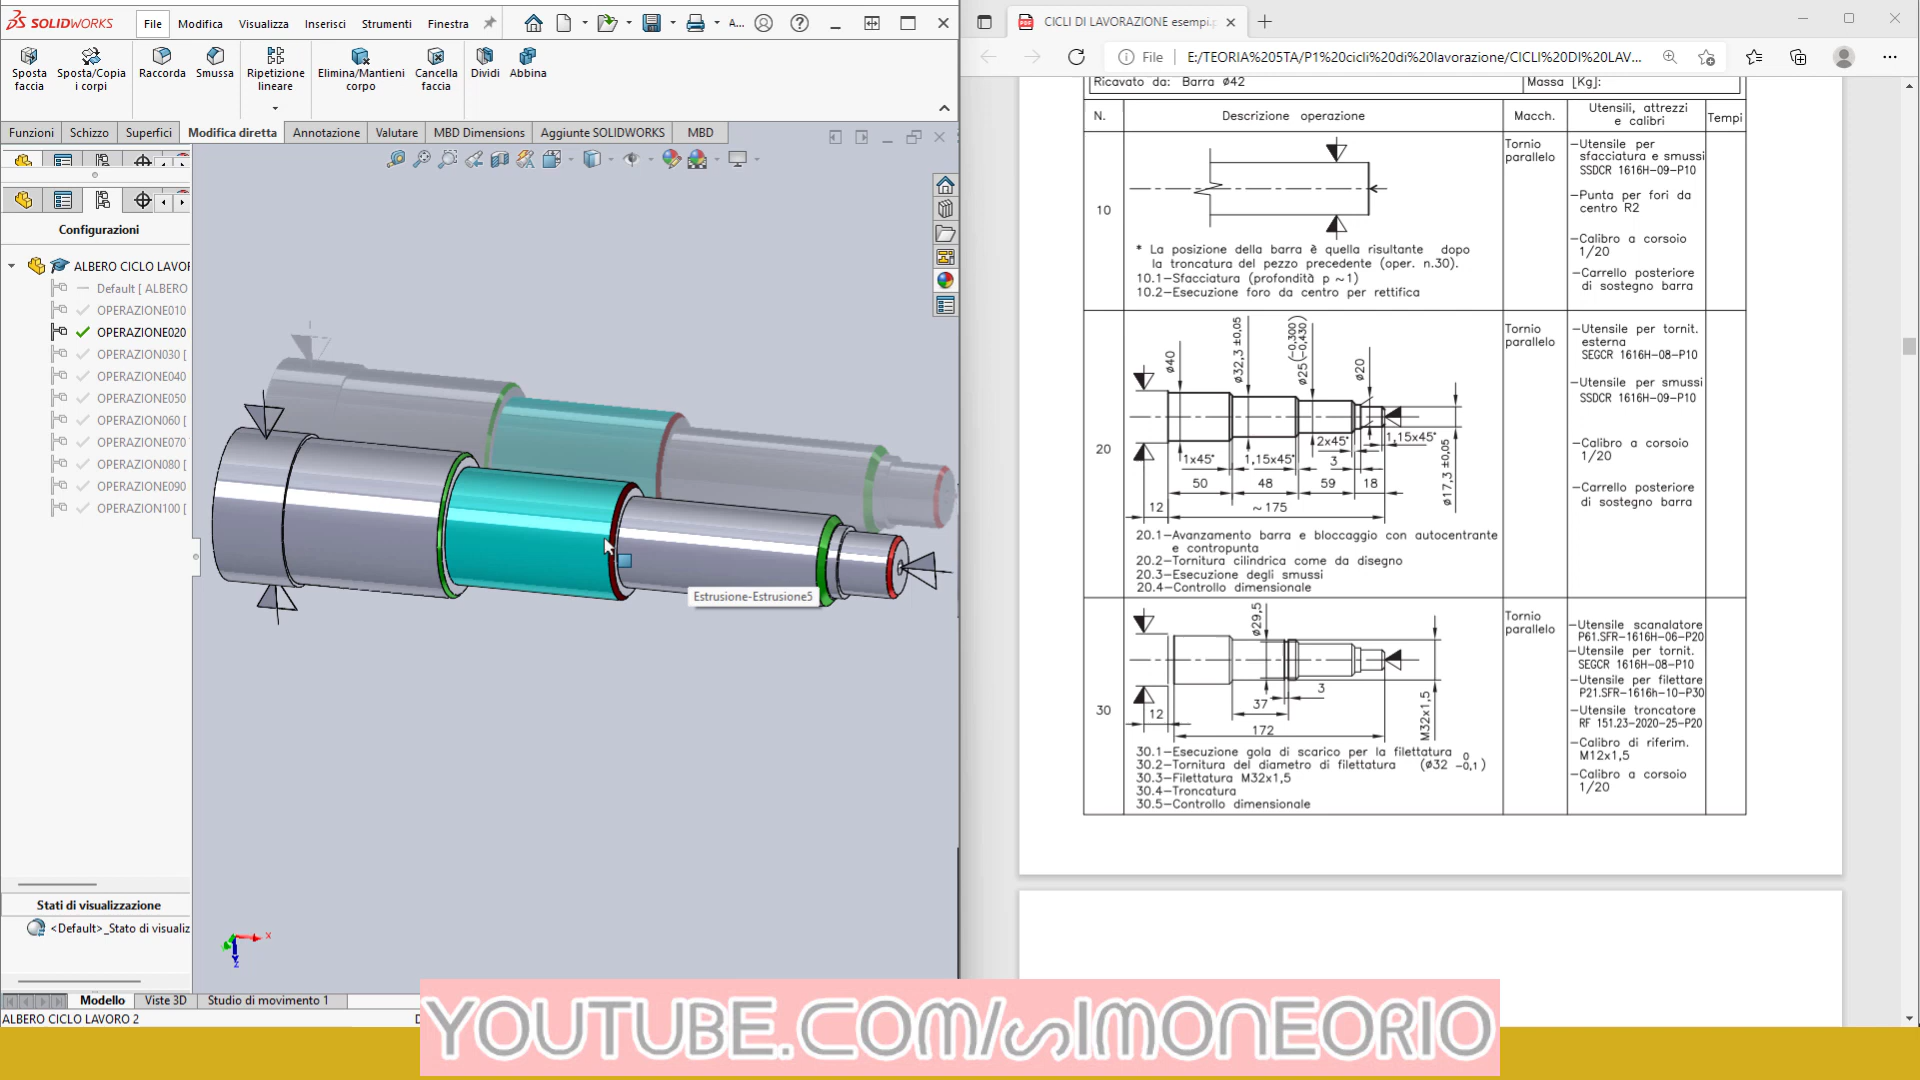 SOLIDWORKS File Modifica Visualizza Inserisci Strumenti Finestra A...
Sposta faccia
Sposta/Copia i corpi
Raccorda
Smussa
Ripetizione lineare
Elimina/Mantieni corpo
Cancella faccia
Dividi
Abbina
Funzioni Schizzo Superfici Modifica diretta Annotazione Valutare MBD Dimensions Aggiunte SOLIDWORKS MBD
Configurazioni
ALBERO CICLO LAVOR
Default [ ALBERO
OPERAZIONE010
OPERAZIONE020
OPERAZIONE030 [
OPERAZIONE040
OPERAZIONE050
OPERAZIONE060 [
OPERAZIONE070 [
OPERAZIONE080 [
OPERAZIONE090
OPERAZIONE100 [
Estrusione-Estrusione5
Stati di visualizzazione
<Default>_Stato di visualiz
x
z
Modello Viste 3D Studio di movimento 1
ALBERO CICLO LAVORO 2
CICLI DI LAVORAZIONE esempi.p
File E:/TEORIA%205TA/P1%20cicli%20di%20lavorazione/CICLI%20DI%20LAV...
Ricavato da: Barra ø42 Massa [Kg]:
N. Descrizione operazione Macch. Utensili, attrezzi e calibri Tempi
10
* La posizione della barra è quella risultante dopo
la troncatura del pezzo precedente (oper. n.30).
10.1-Sfacciatura (profondità p ~1)
10.2-Esecuzione foro da centro per rettifica
Tornio
parallelo
-Utensile per
sfacciatura e smussi
SSDCR 1616H-09-P10
-Punta per fori da
centro R2
-Calibro a corsoio
1/20
-Carrello posteriore
di sostegno barra
20
ø40
ø32,3 ±0,05
ø25(-0,300 -0,430)
ø20
2x45°
1,15x45°
1x45°
1,15x45°
3
50
48
59
18
12
~175
ø17,3 ±0,05
20.1-Avanzamento barra e bloccaggio con autocentrante
e contropunta
20.2-Tornitura cilindrica come da disegno
20.3-Esecuzione degli smussi
20.4-Controllo dimensionale
Tornio
parallelo
-Utensile per tornit.
esterna
SEGCR 1616H-08-P10
-Utensile per smussi
SSDCR 1616H-09-P10
-Calibro a corsoio
1/20
-Carrello posteriore
di sostegno barra
30
ø29,5
3
37
12
172
M32x1,5
30.1-Esecuzione gola di scarico per la filettatura
30.2-Tornitura del diametro di filettatura (ø32 0 -0,1)
30.3-Filettatura M32x1,5
30.4-Troncatura
30.5-Controllo dimensionale
Tornio
parallelo
-Utensile scanalatore
P61.SFR-1616H-06-P20
-Utensile per tornit.
SEGCR 1616H-08-P10
-Utensile per filettare
P21.SFR-1616h-10-P30
-Utensile troncatore
RF 151.23-2020-25-P20
-Calibro di riferim.
M12x1,5
-Calibro a corsoio
1/20
YOUTUBE.COM/SIMONEORIO